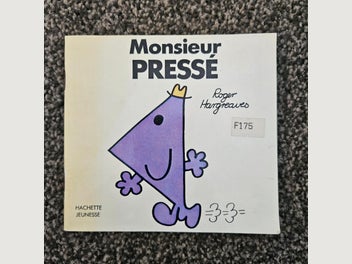 Monsieur
PRESSÉ
Roger
Hargreaves
F175
HACHETTE
JEUNESSE